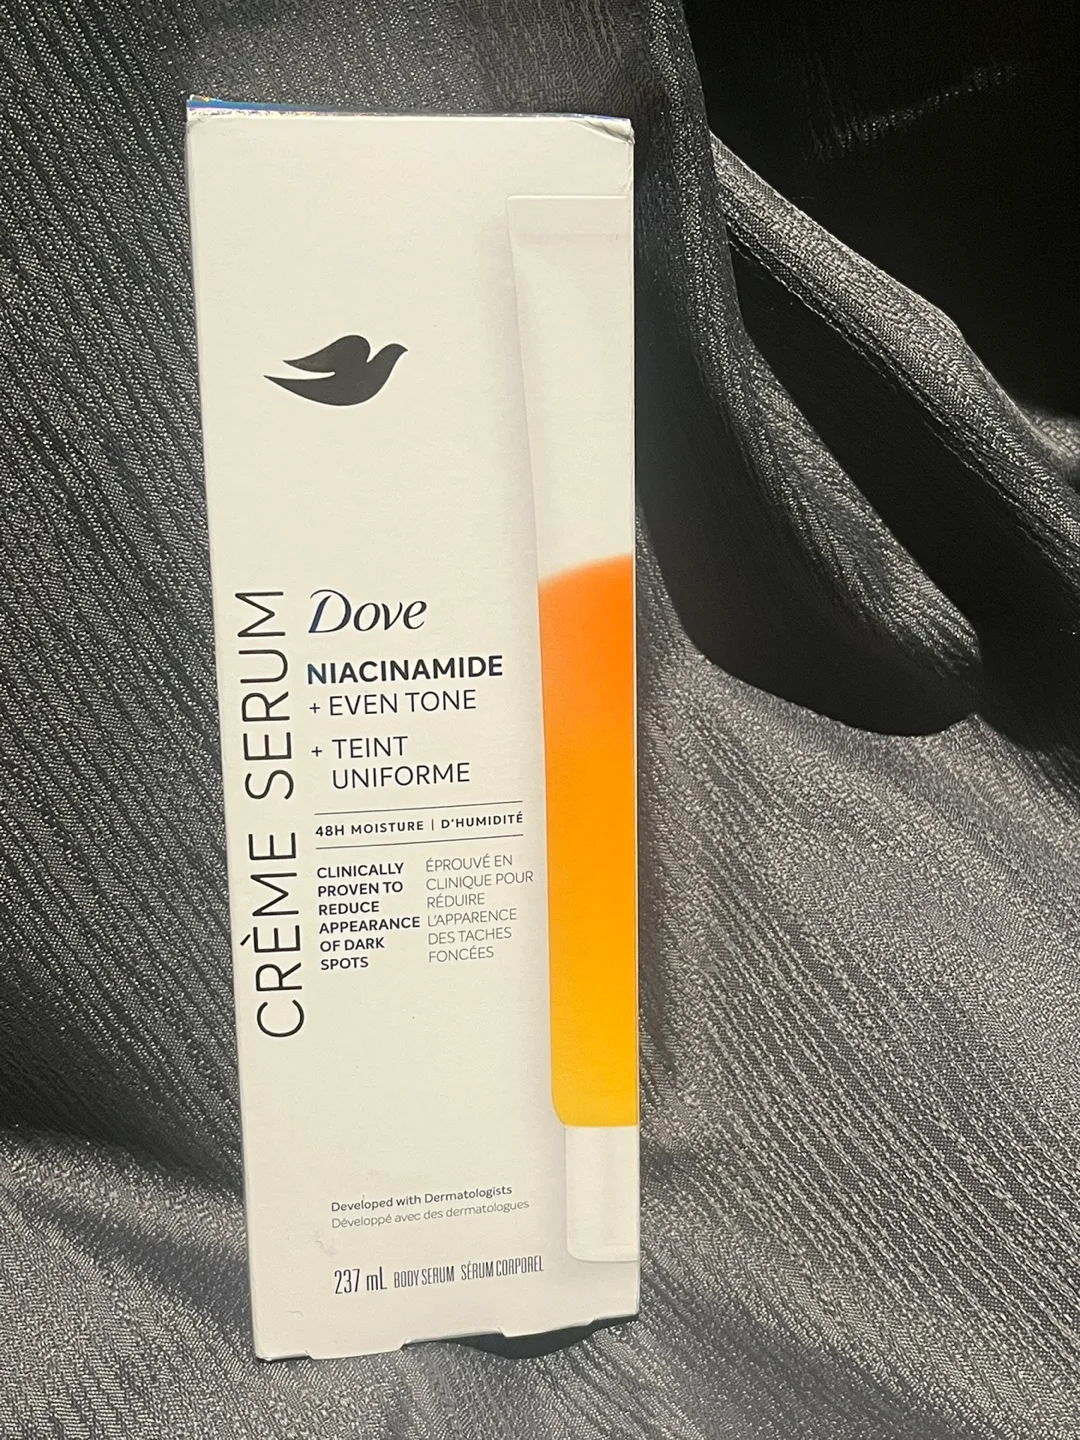 CRÈME SERUM
Dove
NIACINAMIDE
+ EVEN TONE
+ TEINT
UNIFORME
48H MOISTURE | D'HUMIDITÉ
CLINICALLY
PROVEN TO
REDUCE
APPEARANCE
OF DARK
SPOTS
ÉPROUVÉ EN
CLINIQUE POUR
RÉDUIRE
L'APPARENCE
DES TACHES
FONCÉES
Developed with Dermatologists
Développé avec des dermatologues
237 mL BODY SERUM SÉRUM CORPOREL